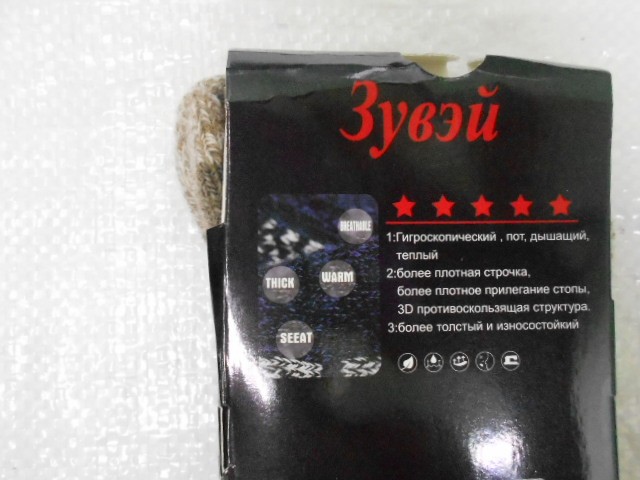 Зувэй
BREATHABLE
THICK
WARM
SEEAT
1:Гигроскопический , пот, дышащий,
теплый
2:более плотная строчка,
более плотное прилегание стопы,
3D противоскользящая структура.
3:более толстый и износостойкий